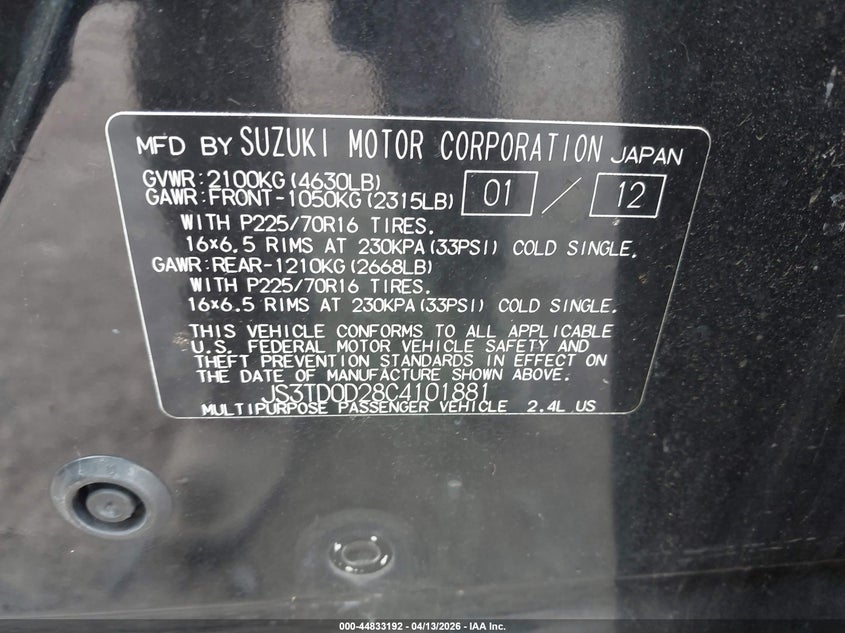 MFD BY SUZUKI MOTOR CORPORATION JAPAN
GVWR:2100KG(4630LB)
GAWR:FRONT-1050KG(2315LB) 01 / 12
WITH P225/70R16 TIRES.
16×6.5 RIMS AT 230KPA(33PSI) COLD SINGLE.
GAWR:REAR-1210KG(2668LB)
WITH P225/70R16 TIRES.
16×6.5 RIMS AT 230KPA(33PSI) COLD SINGLE.
THIS VEHICLE CONFORMS TO ALL APPLICABLE
U.S. FEDERAL MOTOR VEHICLE SAFETY AND
THEFT PREVENTION STANDARDS IN EFFECT ON
THE DATE OF MANUFACTURE SHOWN ABOVE.
JS3TD0D28C4101881
MULTIPURPOSE PASSENGER VEHICLE 2.4L US
000-44833192 - 04/13/2026 - IAA Inc.